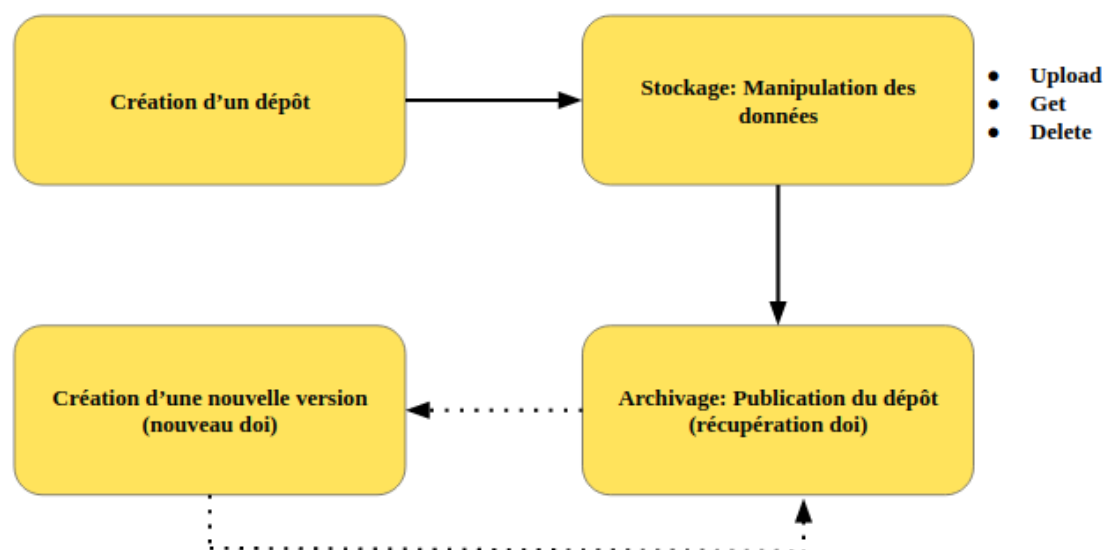 Création d’un dépôt
Stockage: Manipulation des
données
● Upload
● Get
● Delete
Création d’une nouvelle version
(nouveau doi)
Archivage: Publication du dépôt
(récupération doi)